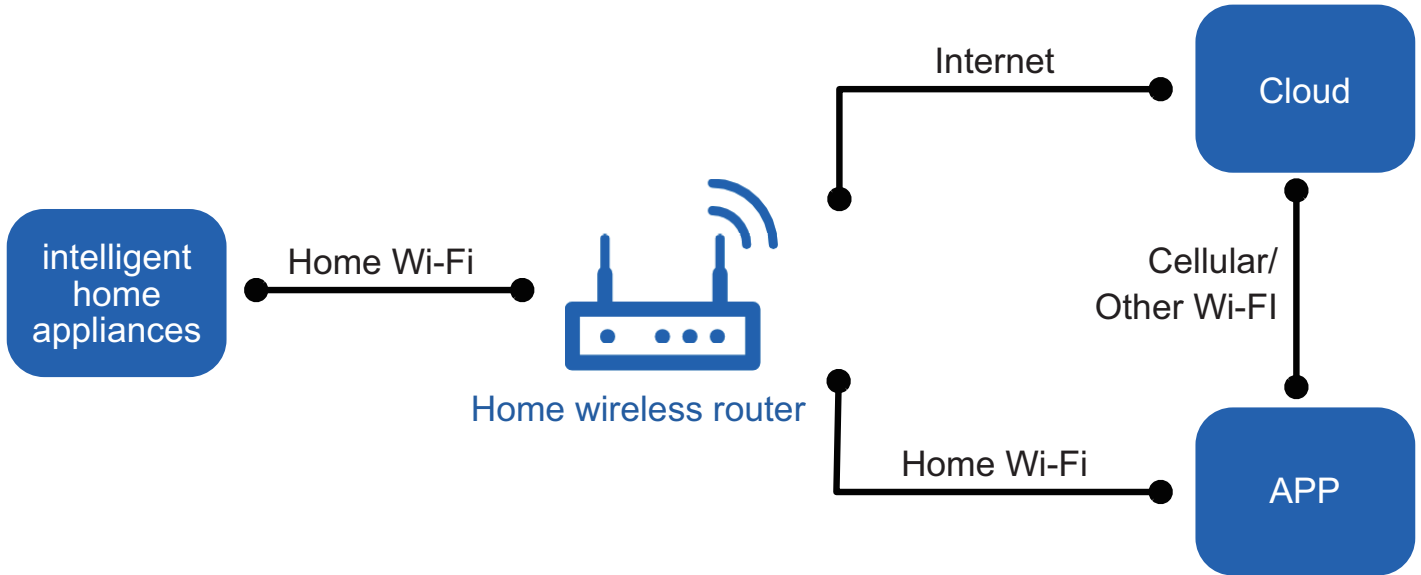 Internet
Cloud
intelligent
home
appliances
Home Wi-Fi
Cellular/
Other Wi-FI
Home wireless router
Home Wi-Fi
APP